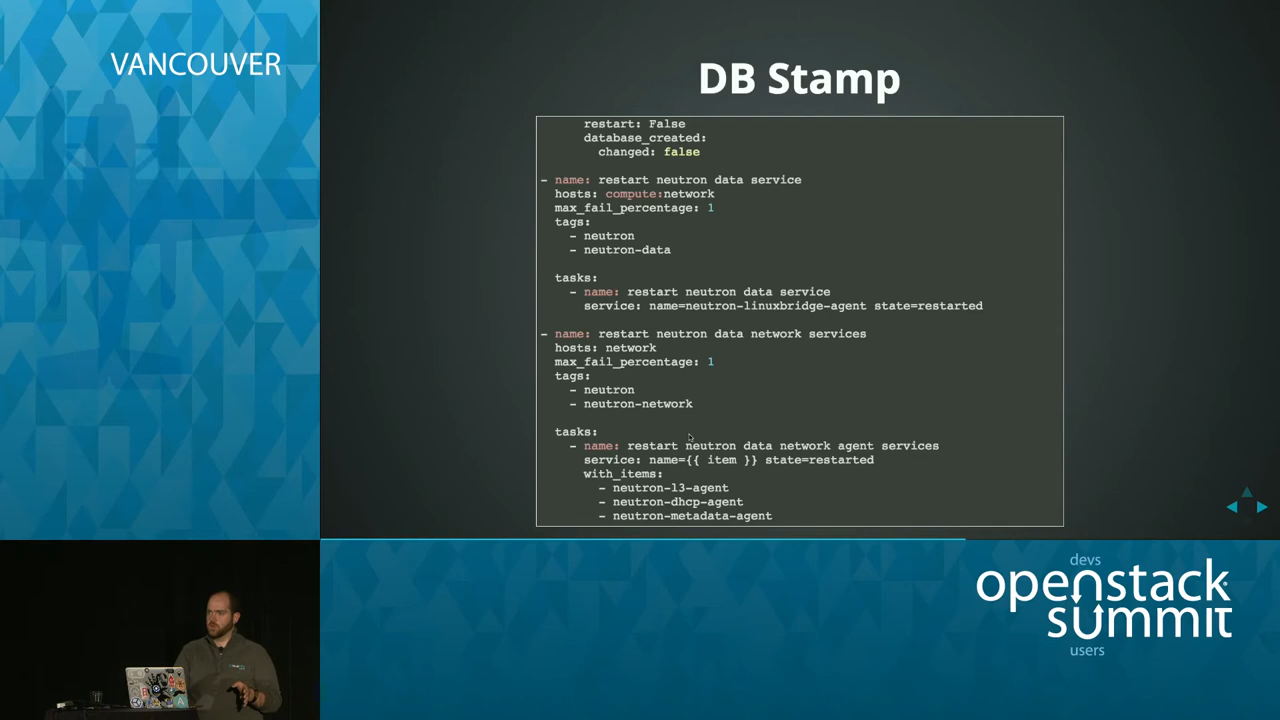 VANCOUVER
DB Stamp
restart: False
database_created:
changed: false
- name: restart neutron data service
hosts: compute:network
max_fail_percentage: 1
tags:
- neutron
- neutron-data
tasks:
- name: restart neutron data service
service: name=neutron-linuxbridge-agent state=restarted
- name: restart neutron data network services
hosts: network
max_fail_percentage: 1
tags:
- neutron
- neutron-network
tasks:
- name: restart neutron data network agent services
service: name={{ item }} state=restarted
with_items:
- neutron-l3-agent
- neutron-dhcp-agent
- neutron-metadata-agent
devs
openstack
summit
users